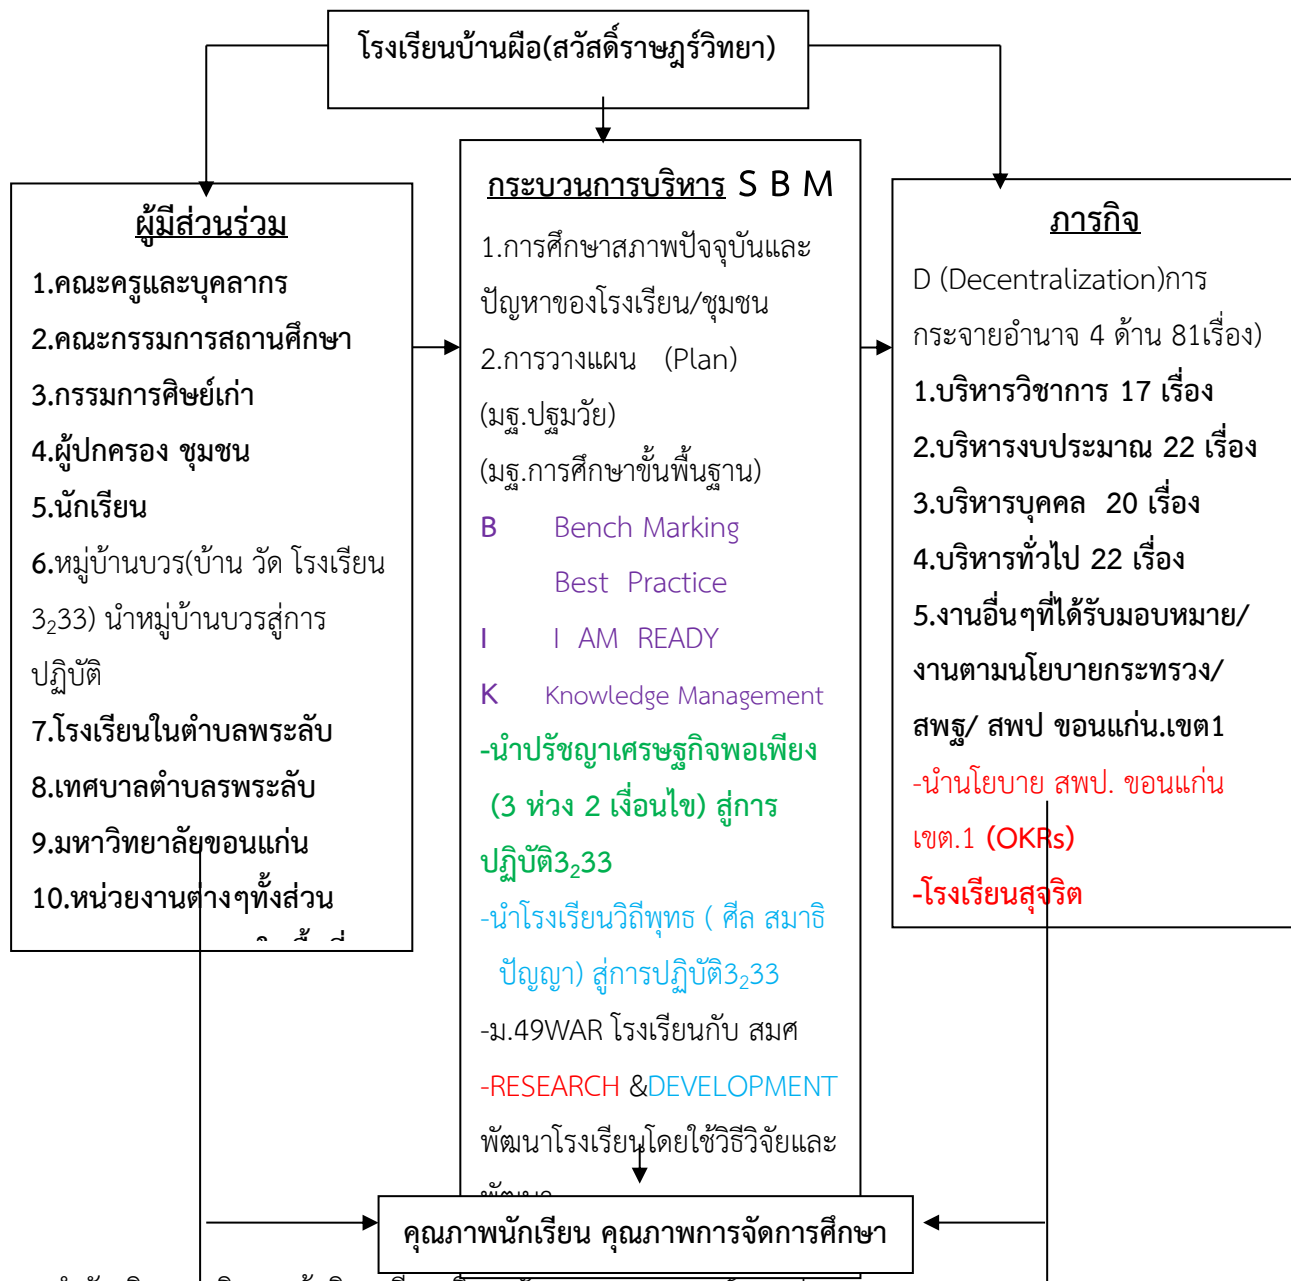 โรงเรียนบ้านผือ(สวัสดิ์ราษฎร์วิทยา)
ผู้มีส่วนร่วม
1.คณะครูและบุคลากร
2.คณะกรรมการสถานศึกษา
3.กรรมการศิษย์เก่า
4.ผู้ปกครอง ชุมชน
5.นักเรียน
6.หมู่บ้านบวร(บ้าน วัด โรงเรียน
3₂33) นำหมู่บ้านบวรสู่การ
ปฏิบัติ
7.โรงเรียนในตำบลพระลับ
8.เทศบาลตำบลรพระลับ
9.มหาวิทยาลัยขอนแก่น
10.หน่วยงานต่างๆทั้งส่วน
กระบวนการบริหาร S B M
1.การศึกษาสภาพปัจจุบันและ
ปัญหาของโรงเรียน/ชุมชน
2.การวางแผน (Plan)
(มฐ.ปฐมวัย)
(มฐ.การศึกษาขั้นพื้นฐาน)
B Bench Marking
Best Practice
I I AM READY
K Knowledge Management
-นำปรัชญาเศรษฐกิจพอเพียง
(3 ห่วง 2 เงื่อนไข) สู่การ
ปฏิบัติ3₂33
-นำโรงเรียนวิถีพุทธ ( ศีล สมาธิ
ปัญญา) สู่การปฏิบัติ3₂33
-ม.49WAR โรงเรียนกับ สมศ
-RESEARCH &DEVELOPMENT
พัฒนาโรงเรียนโดยใช้วิธีวิจัยและ
ภารกิจ
D (Decentralization)การ
กระจายอำนาจ 4 ด้าน 81เรื่อง)
1.บริหารวิชาการ 17 เรื่อง
2.บริหารงบประมาณ 22 เรื่อง
3.บริหารบุคคล 20 เรื่อง
4.บริหารทั่วไป 22 เรื่อง
5.งานอื่นๆที่ได้รับมอบหมาย/
งานตามนโยบายกระทรวง/
สพฐ/ สพป ขอนแก่น.เขต1
-นำนโยบาย สพป. ขอนแก่น
เขต.1 (OKRs)
-โรงเรียนสุจริต
คุณภาพนักเรียน คุณภาพการจัดการศึกษา